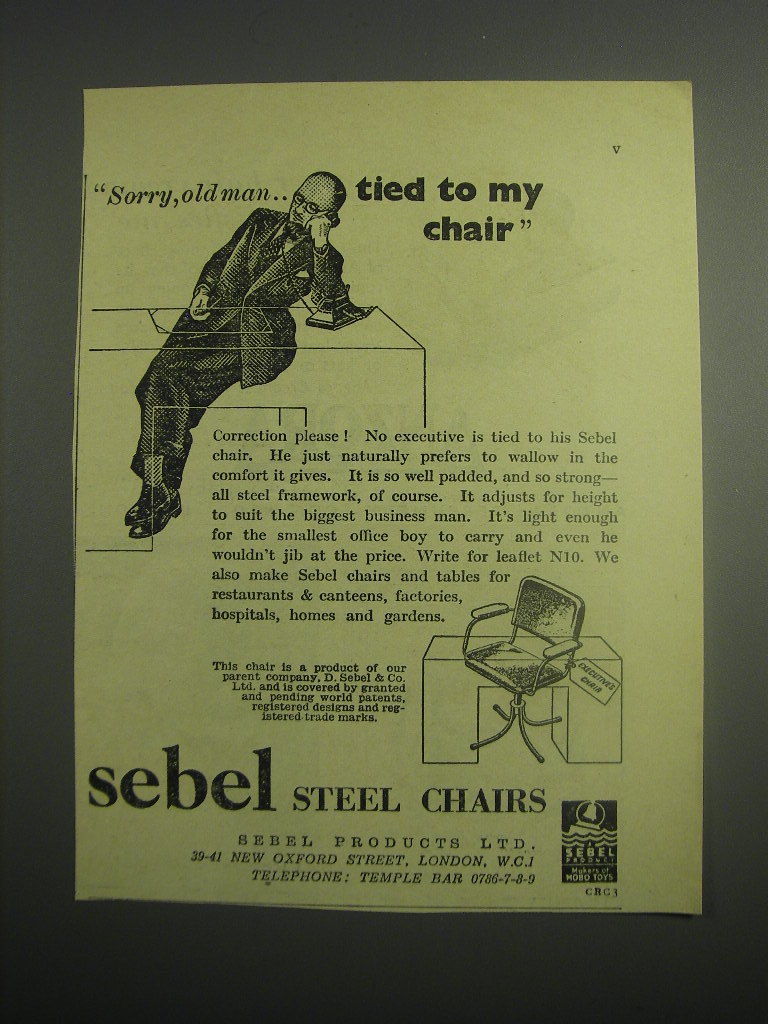 v
"Sorry, old man.. tied to my
chair"
Correction please! No executive is tied to his Sebel
chair. He just naturally prefers to wallow in the
comfort it gives. It is so well padded, and so strong—
all steel framework, of course. It adjusts for height
to suit the biggest business man. It's light enough
for the smallest office boy to carry and even he
wouldn't jib at the price. Write for leaflet N10. We
also make Sebel chairs and tables for
restaurants & canteens, factories,
hospitals, homes and gardens.
EXECUTIVE'S
CHAIR
This chair is a product of our
parent company, D. Sebel & Co.
Ltd. and is covered by granted
and pending world patents,
registered designs and reg-
istered trade marks.
sebel STEEL CHAIRS
SEBEL PRODUCTS LTD.
39-41 NEW OXFORD STREET, LONDON, W.C.1
TELEPHONE: TEMPLE BAR 0786-7-8-9
A
SEBEL
PRODUCT
Makers of
MOBO TOYS
CRC3